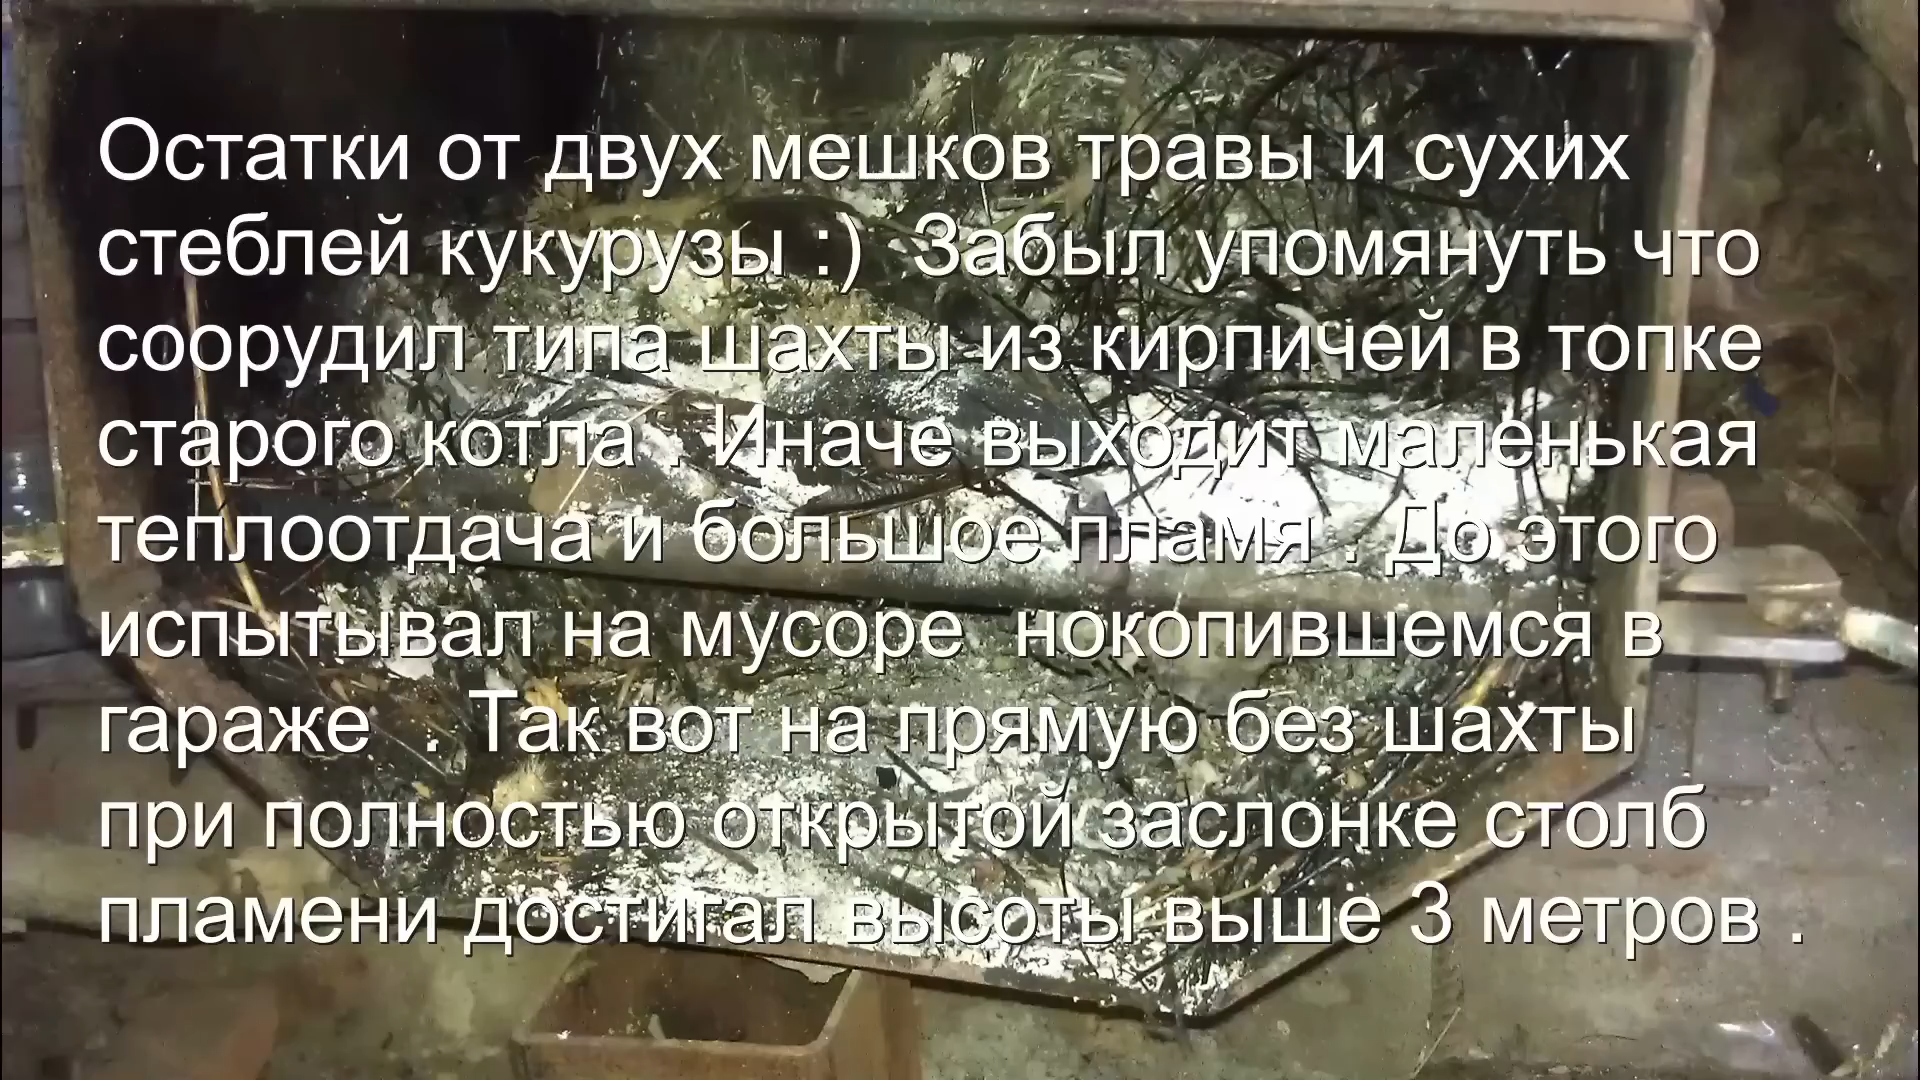 Остатки от двух мешков травы и сухих
стеблей кукурузы :)  Забыл упомянуть что
соорудил типа шахты из кирпичей в топке
старого котла . Иначе выходит маленькая
теплоотдача и большое пламя . До этого
испытывал на мусоре  нокопившемся в
гараже  . Так вот на прямую без шахты
при полностью открытой заслонке столб
пламени достигал высоты выше 3 метров .